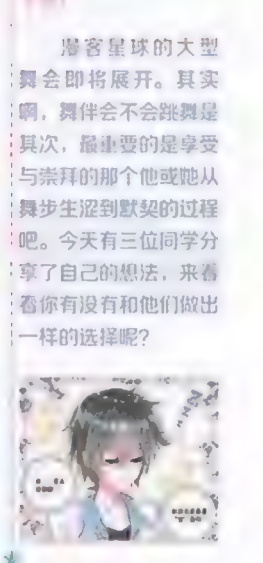 漫客星球的大型
舞会即将展开。其实
啊，舞伴会不会跳舞是
其次，最重要的是享受
与崇拜的那个他或她从
舞步生涩到默契的过程
吧。今天有三位同学分
享了自己的想法，来看
看你有没有和他们做出
一样的选择呢？